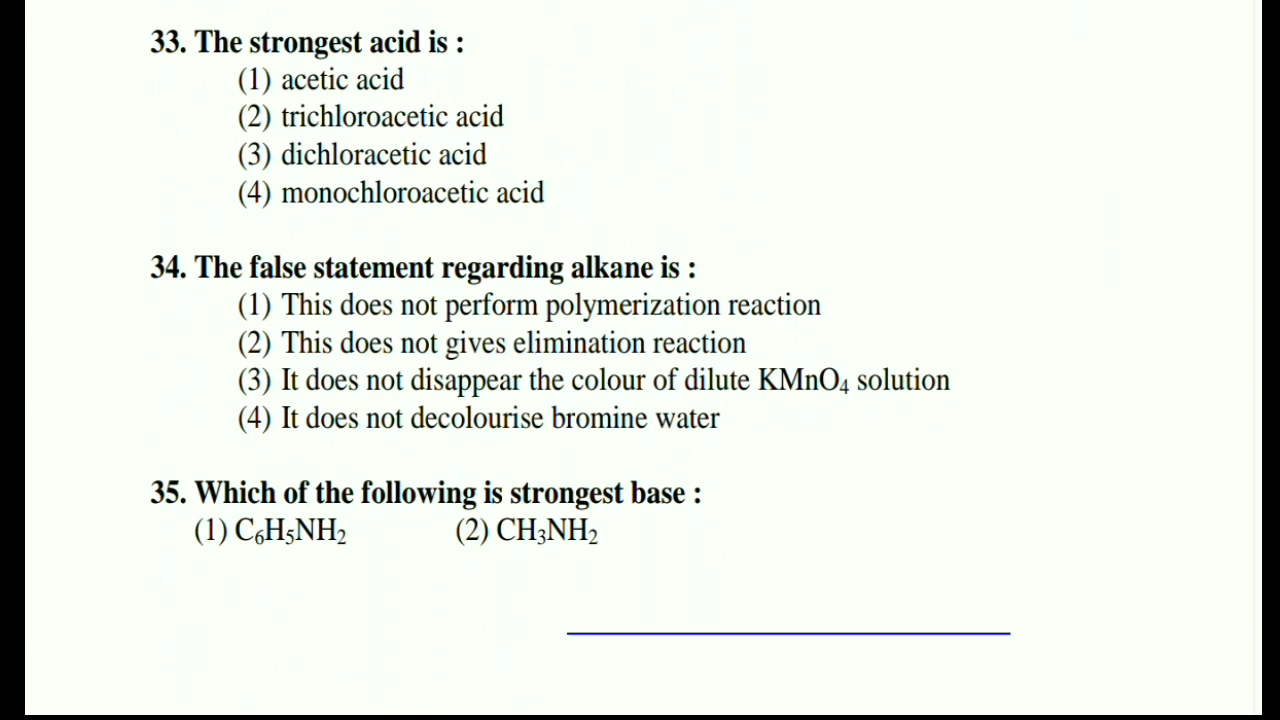 33. The strongest acid is :
(1) acetic acid
(2) trichloroacetic acid
(3) dichloracetic acid
(4) monochloroacetic acid
34. The false statement regarding alkane is :
(1) This does not perform polymerization reaction
(2) This does not gives elimination reaction
(3) It does not disappear the colour of dilute KMnO₄ solution
(4) It does not decolourise bromine water
35. Which of the following is strongest base :
(1) C₆H₅NH₂ (2) CH₃NH₂